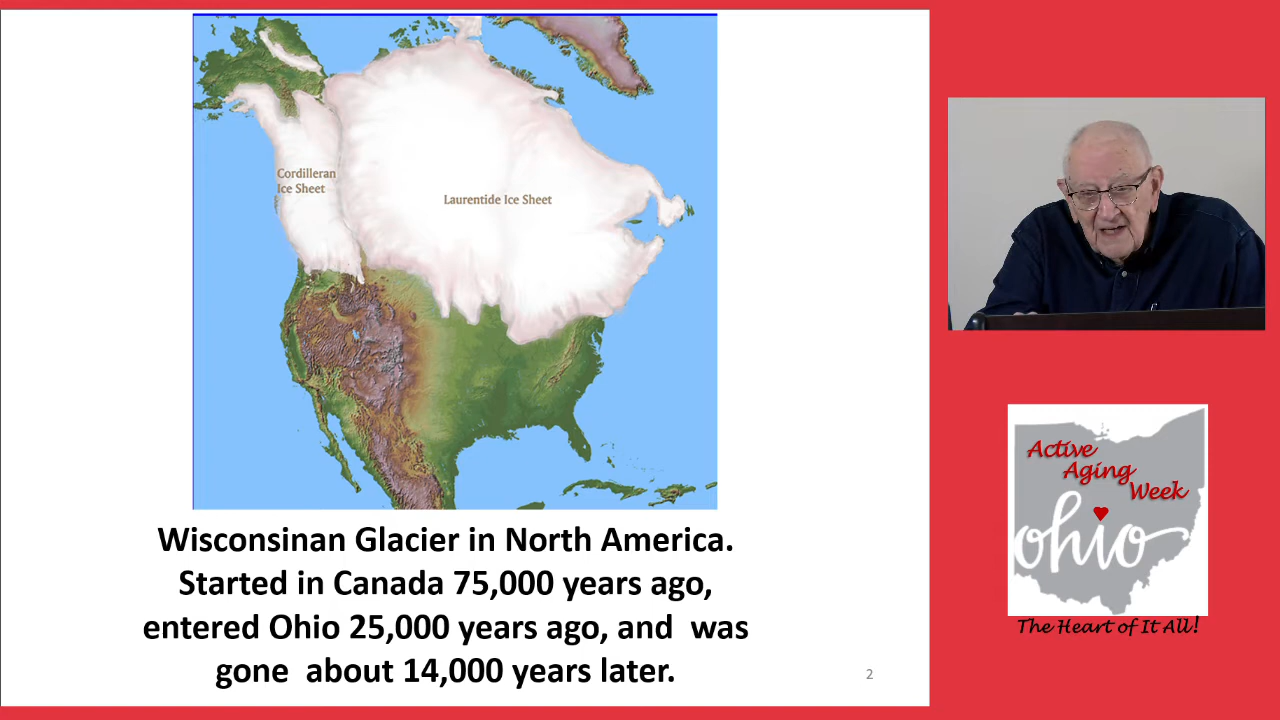 Cordilleran
Ice Sheet
Laurentide Ice Sheet
Wisconsinan Glacier in North America.
Started in Canada 75,000 years ago,
entered Ohio 25,000 years ago, and  was
gone  about 14,000 years later.
2
Active
Aging
Week
ohio
The Heart of It All!